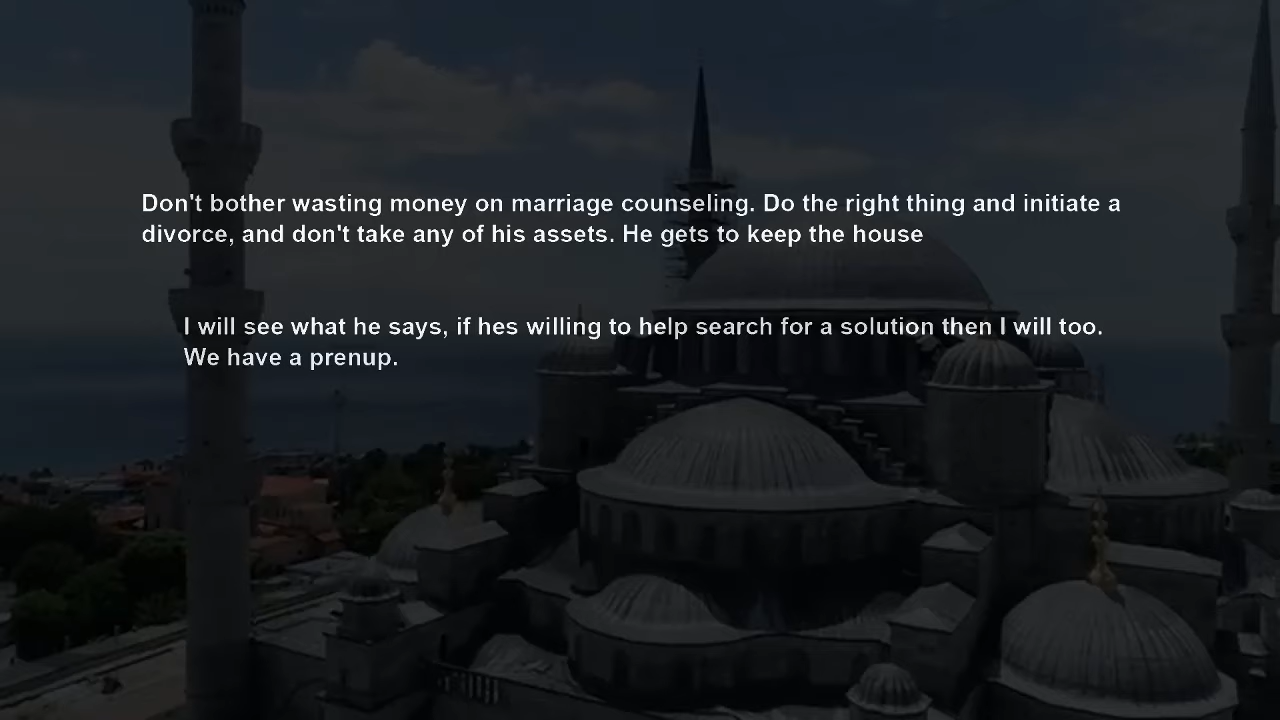 Don't bother wasting money on marriage counseling. Do the right thing and initiate a
divorce, and don't take any of his assets. He gets to keep the house
I will see what he says, if hes willing to help search for a solution then I will too.
We have a prenup.